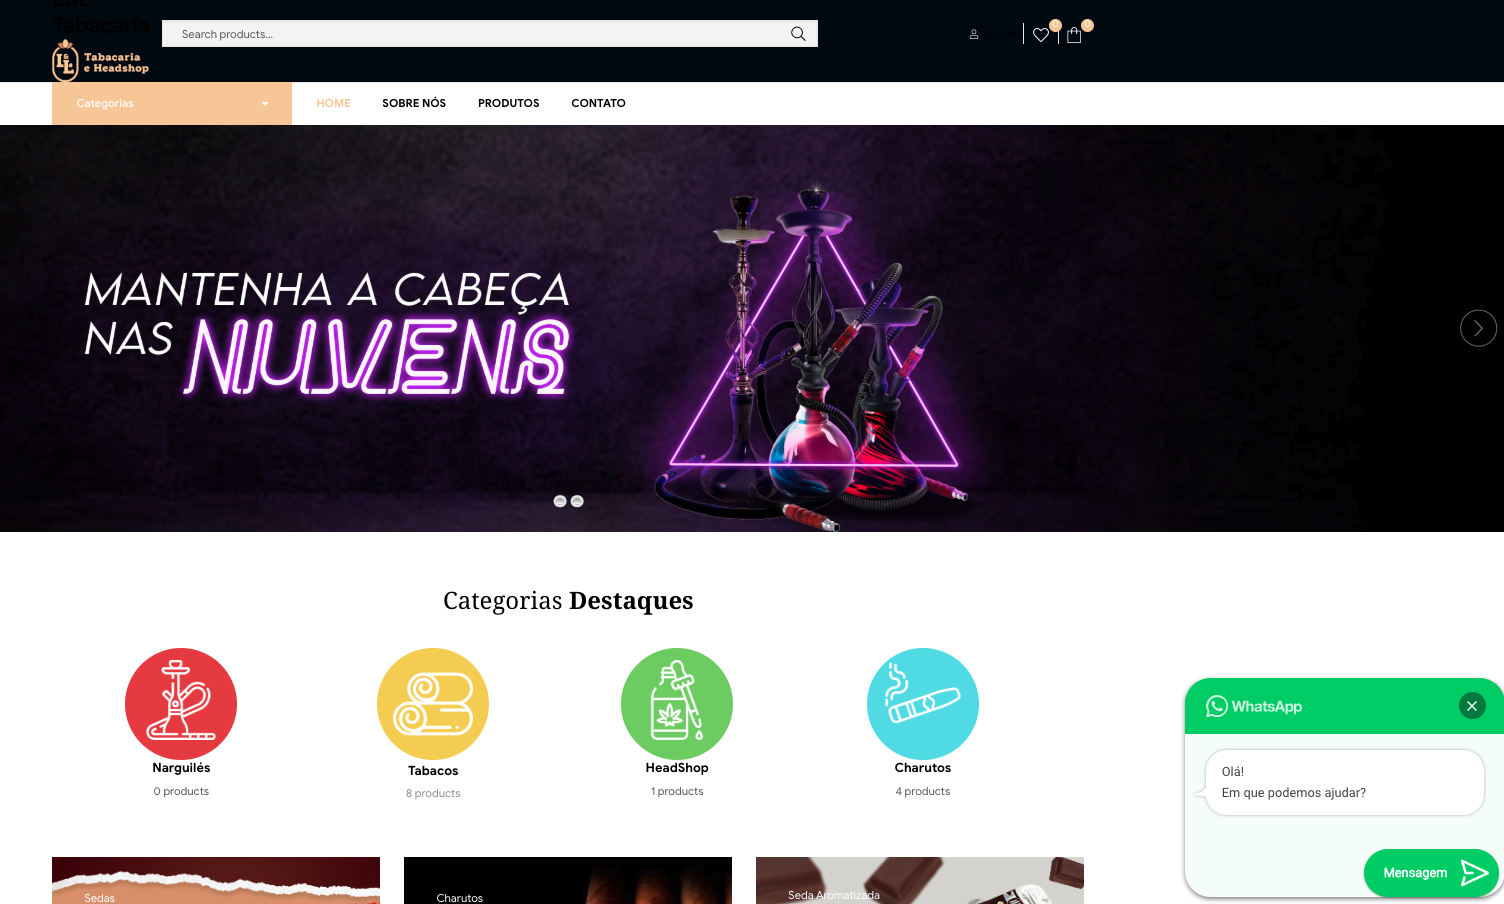 L&L
Tabacaria
L&L
Tabacaria
e Headshop
Search products...
0
0
Categorias
HOME
SOBRE NÓS
PRODUTOS
CONTATO
MANTENHA A CABEÇA
NAS NUVENS
Categorias Destaques
Narguilés
0 products
Tabacos
8 products
HeadShop
1 products
Charutos
4 products
Sedas
Charutos
Seda Aromatizada
WhatsApp
Olá!
Em que podemos ajudar?
Mensagem